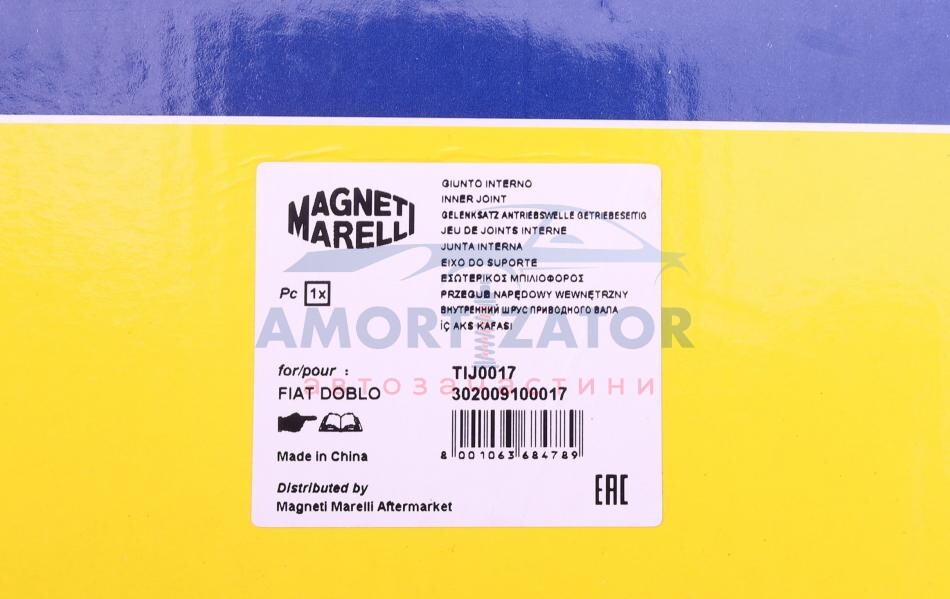 MAGNETI
MARELLI
GIUNTO INTERNO
INNER JOINT
GELENKSATZ ANTRIEBSWELLE GETRIEBESEITIG
JEU DE JOINTS INTERNE
JUNTA INTERNA
EIXO DO SUPORTE
ΕΣΩΤΕΡΙΚΟΣ ΜΠΙΛΙΟΦΟΡΟΣ
PRZEGUB NAPĘDOWY WEWNĘTRZNY
ВНУТРЕННИЙ ШРУС ПРИВОДНОГО ВАЛА
İÇ AKS KAFASI
Pc 1x
AMORTIZATOR
автозапчастини
for/pour :
FIAT DOBLO
TIJ0017
302009100017
8 001063 684789
Made in China
Distributed by
Magneti Marelli Aftermarket
EAC